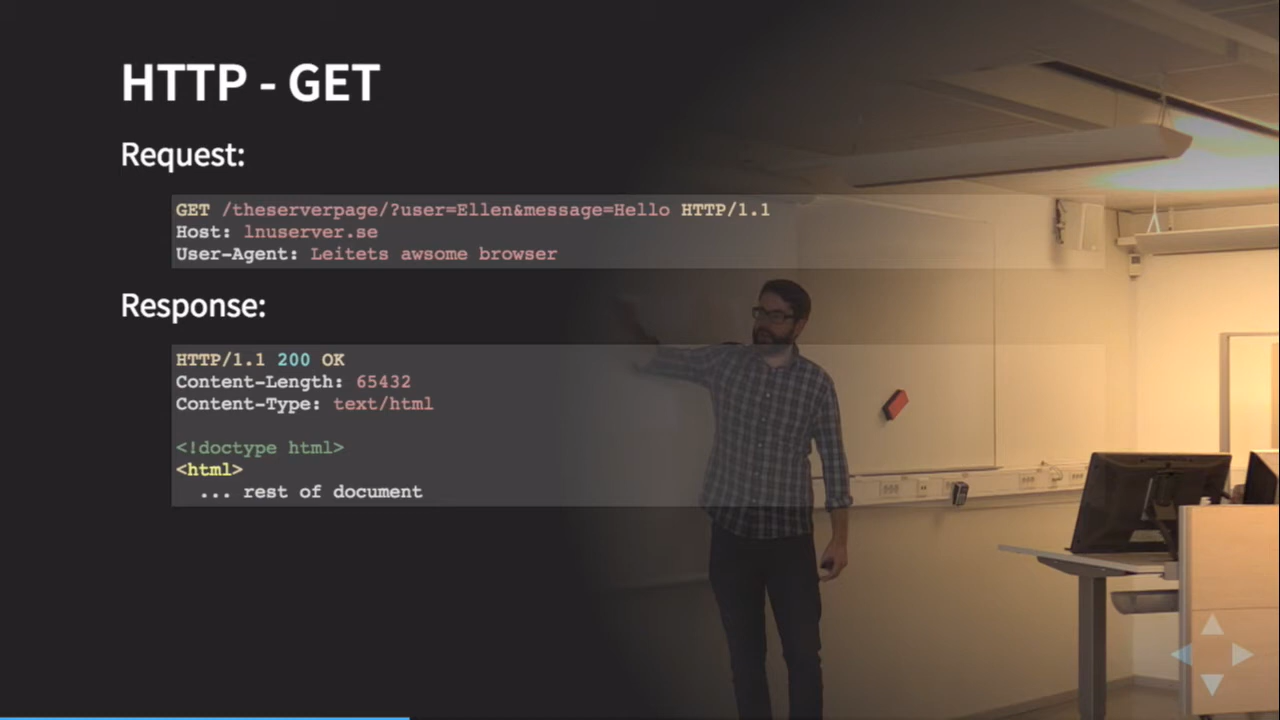 HTTP - GET
Request:
GET /theserverpage/?user=Ellen&message=Hello HTTP/1.1
Host: lnuserver.se
User-Agent: Leitets awsome browser
Response:
HTTP/1.1 200 OK
Content-Length: 65432
Content-Type: text/html
<!doctype html>
<html>
... rest of document